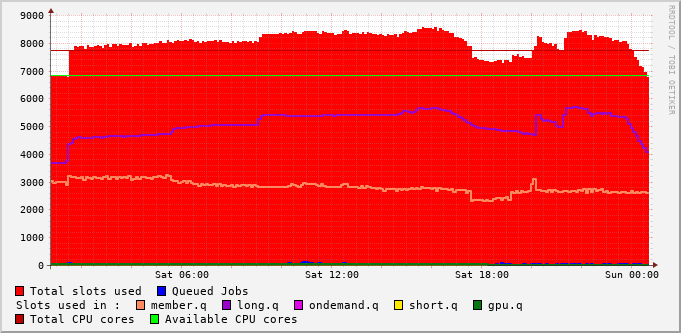 9000
8000
7000
6000
5000
4000
3000
2000
1000
0
Sat 06:00 Sat 12:00 Sat 18:00 Sun 00:00
RRDTOOL / TOBI OETIKER
Total slots used Queued Jobs
Slots used in : member.q long.q ondemand.q short.q gpu.q
Total CPU cores Available CPU cores